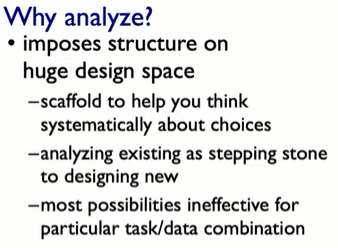 Why analyze?
• imposes structure on
huge design space
–scaffold to help you think
systematically about choices
–analyzing existing as stepping stone
to designing new
–most possibilities ineffective for
particular task/data combination